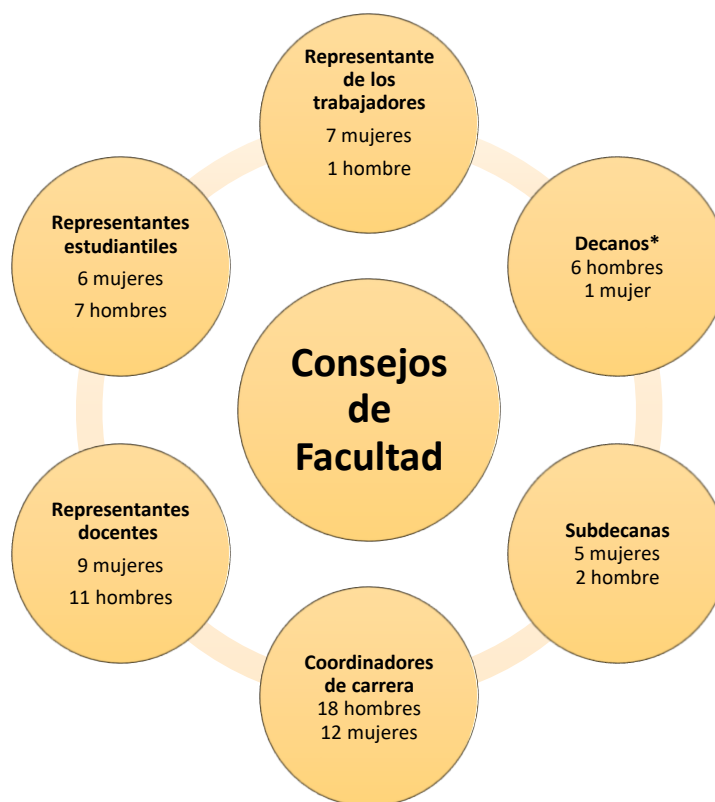 Representante
de los
trabajadores
7 mujeres
1 hombre
Decanos*
6 hombres
1 mujer
Subdecanas
5 mujeres
2 hombre
Coordinadores
de carrera
18 hombres
12 mujeres
Representantes
docentes
9 mujeres
11 hombres
Representantes
estudiantiles
6 mujeres
7 hombres
Consejos
de
Facultad